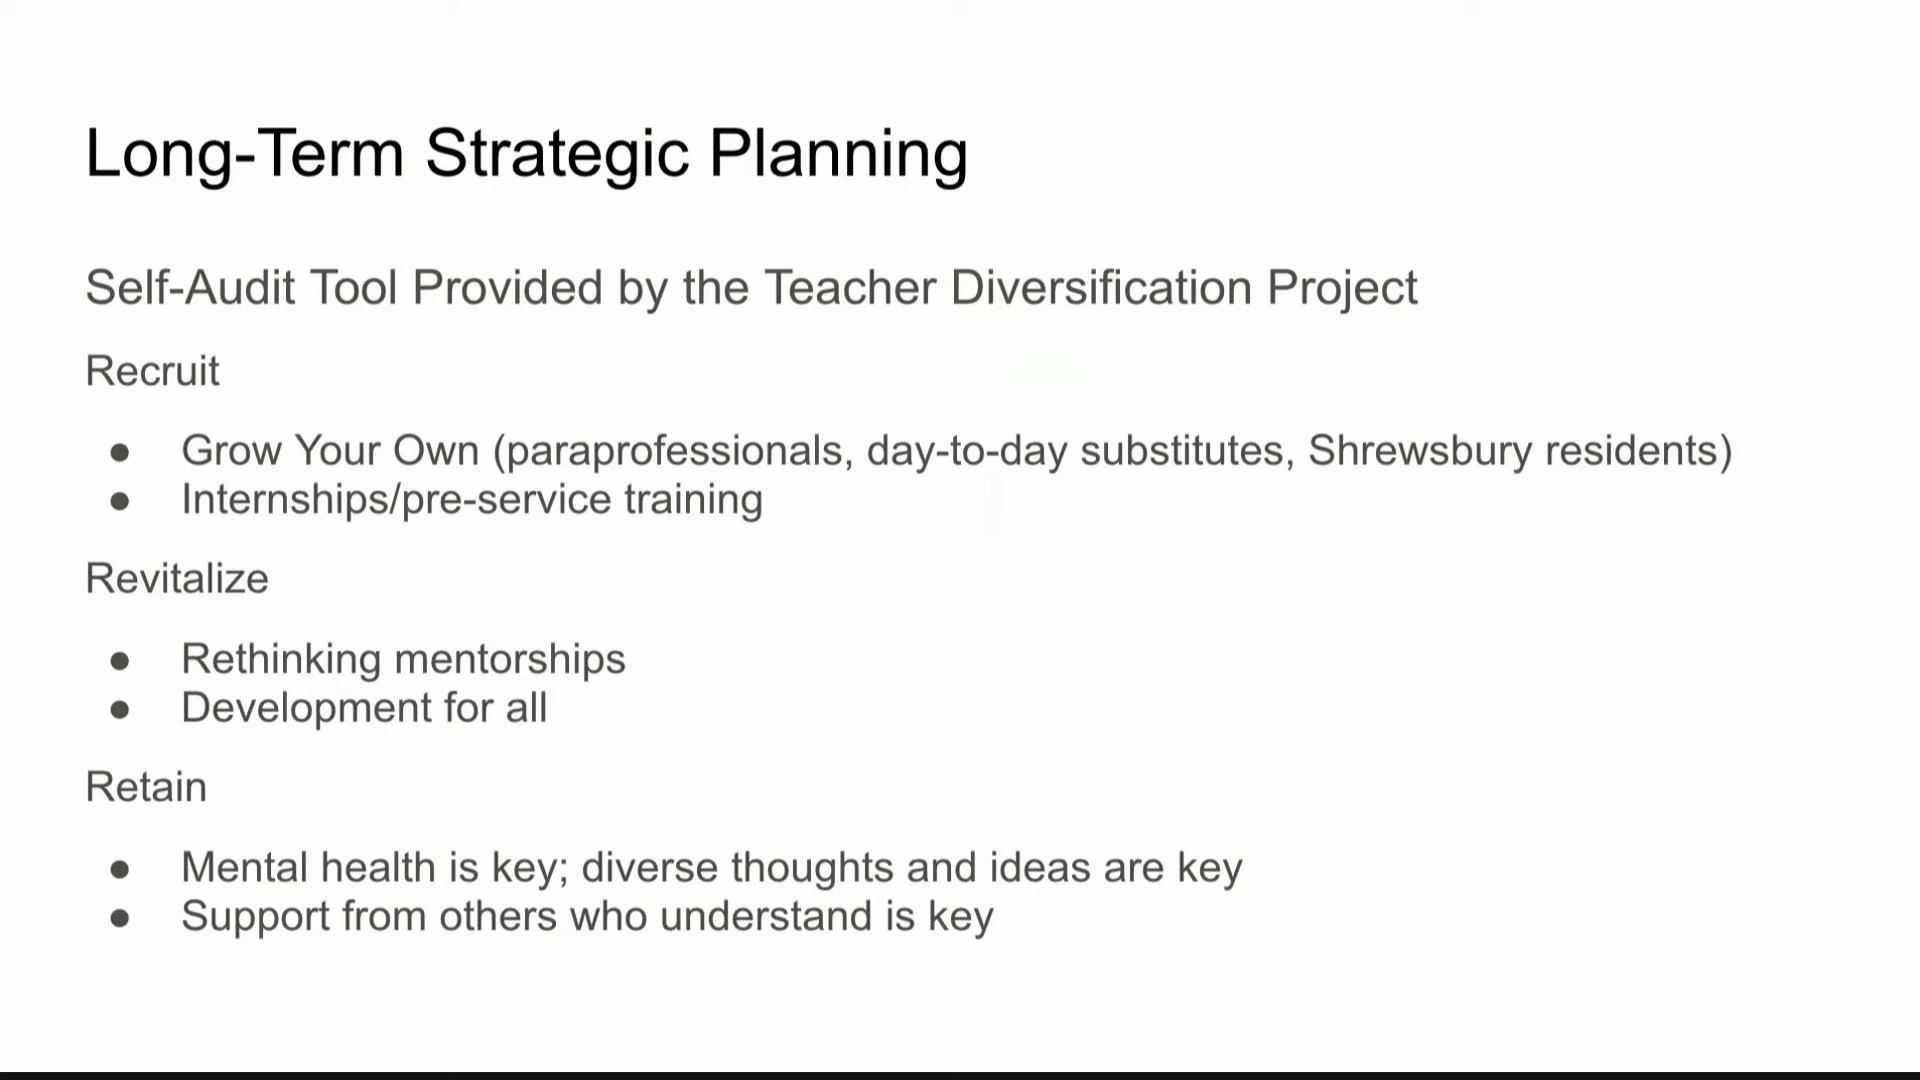 Long-Term Strategic Planning
Self-Audit Tool Provided by the Teacher Diversification Project
Recruit
● Grow Your Own (paraprofessionals, day-to-day substitutes, Shrewsbury residents)
● Internships/pre-service training
Revitalize
● Rethinking mentorships
● Development for all
Retain
● Mental health is key; diverse thoughts and ideas are key
● Support from others who understand is key